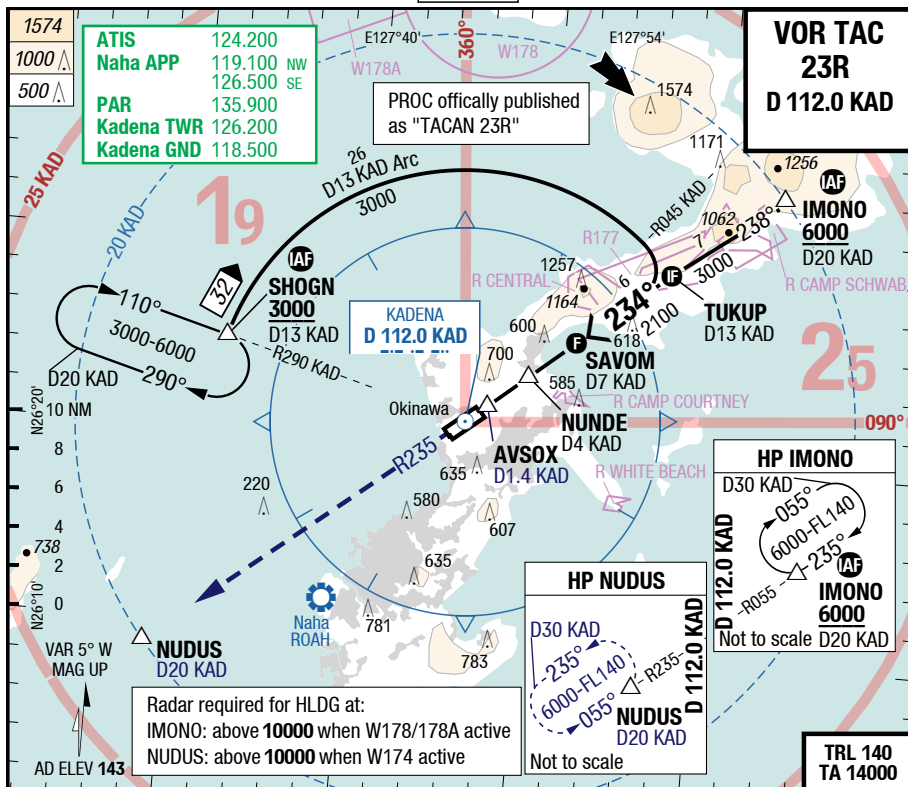 1574
1000
500
ATIS 124.200
Naha APP 119.100 NW
126.500 SE
PAR 135.900
Kadena TWR 126.200
Kadena GND 118.500
E127°40'
360°
W178A
W178
E127°54'
VOR TAC
23R
D 112.0 KAD
PROC offically published
as "TACAN 23R"
1574
1171
1256
25 KAD
20 KAD
19
26
D13 KAD Arc
3000
R045 KAD
1062
238°
IAF
IMONO
6000
D20 KAD
R177
7
3000
IAF
SHOGN
3000
D13 KAD
32
110°
3000-6000
290°
D20 KAD
R290 KAD
R CENTRAL
1257
1164
6
234°
2100
IF
TUKUP
D13 KAD
R CAMP SCHWAB
25
KADENA
D 112.0 KAD
600
618
F
SAVOM
D7 KAD
700
585
R CAMP COURTNEY
NUNDE
D4 KAD
Okinawa
090°
AVSOX
D1.4 KAD
R235
N26°20'
10 NM
8
6
4
2
0
N26°10'
R WHITE BEACH
635
220
580
607
738
635
Naha
ROAH
781
783
NUDUS
D20 KAD
VAR 5° W
MAG UP
AD ELEV 143
HP IMONO
D30 KAD
055°
6000-FL140
235°
D 112.0 KAD
R055
IAF
IMONO
6000
D20 KAD
Not to scale
HP NUDUS
D30 KAD
235°
6000-FL140
055°
R235
D 112.0 KAD
NUDUS
D20 KAD
Not to scale
Radar required for HLDG at:
IMONO: above 10000 when W178/178A active
NUDUS: above 10000 when W174 active
TRL 140
TA 14000